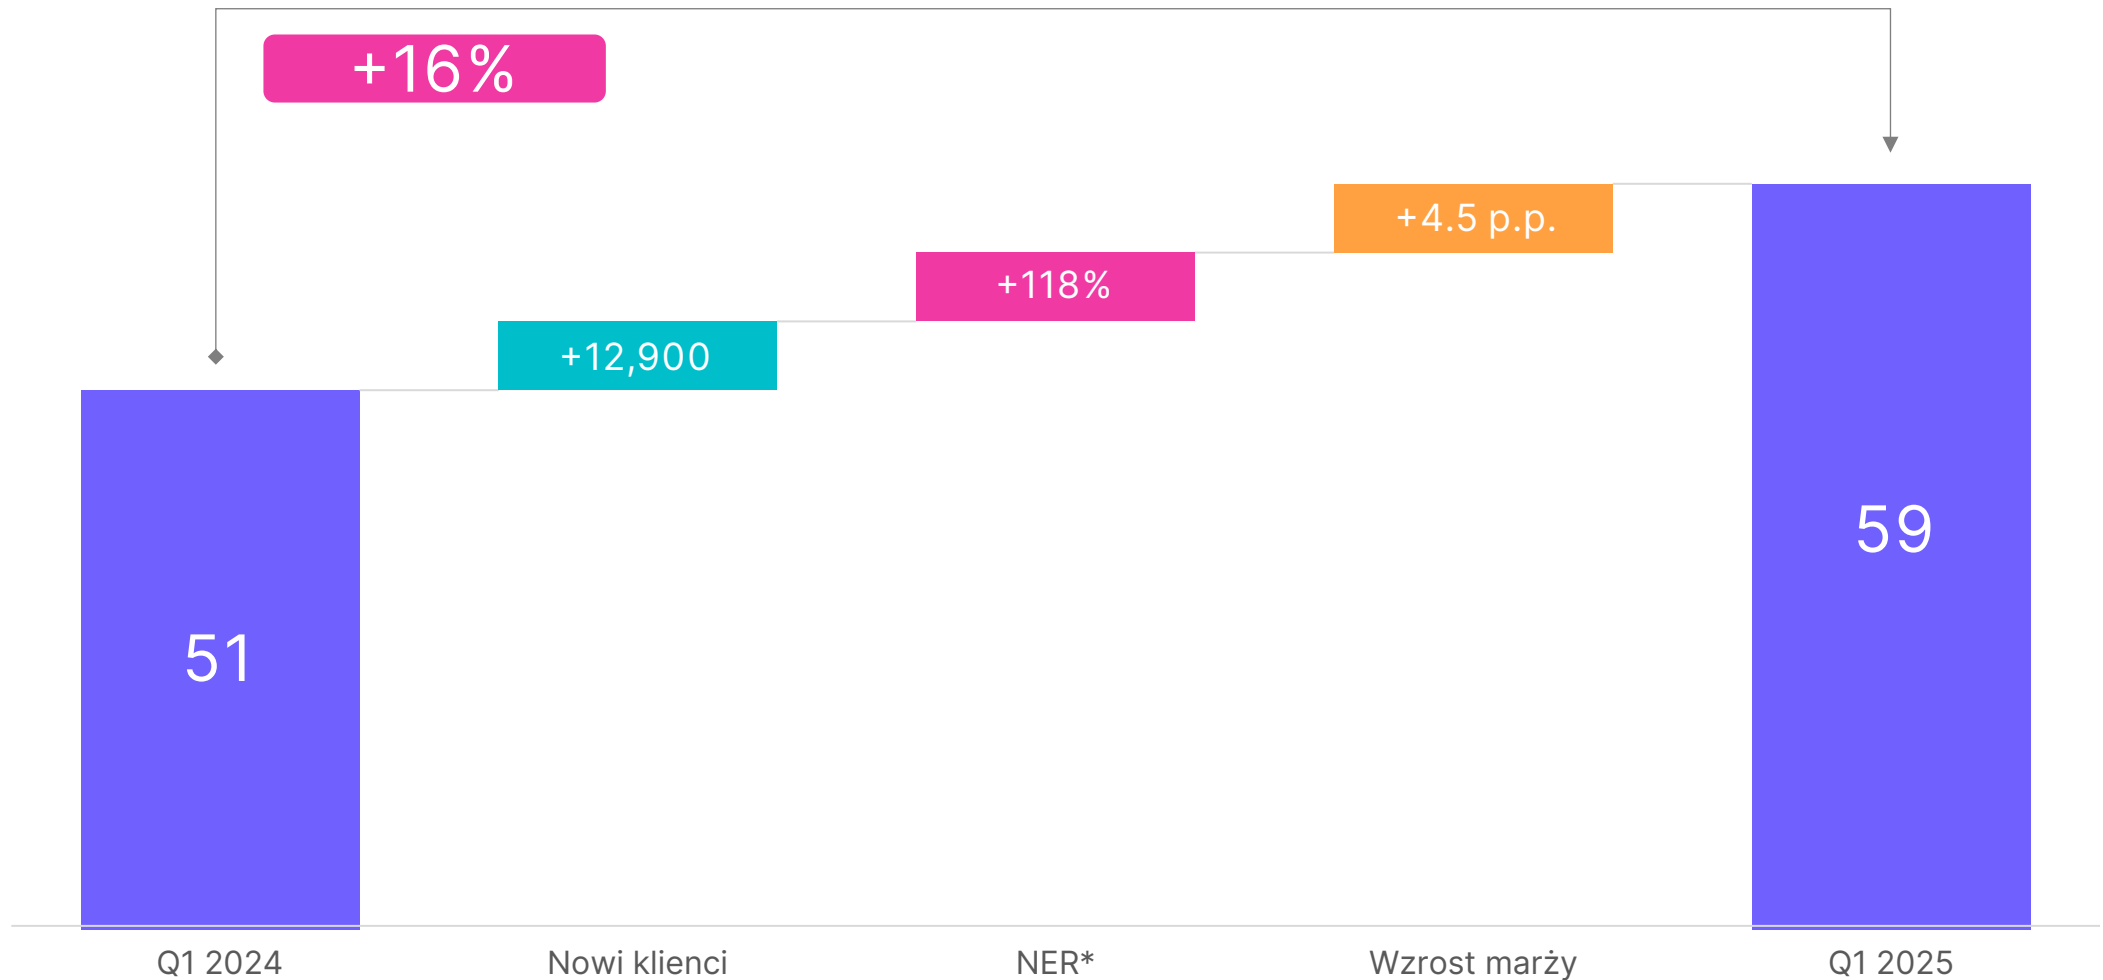 +16%
+4.5 p.p.
+118%
+12,900
59
51
Q1 2024
Nowi klienci
NER*
Wzrost marży
Q1 2025